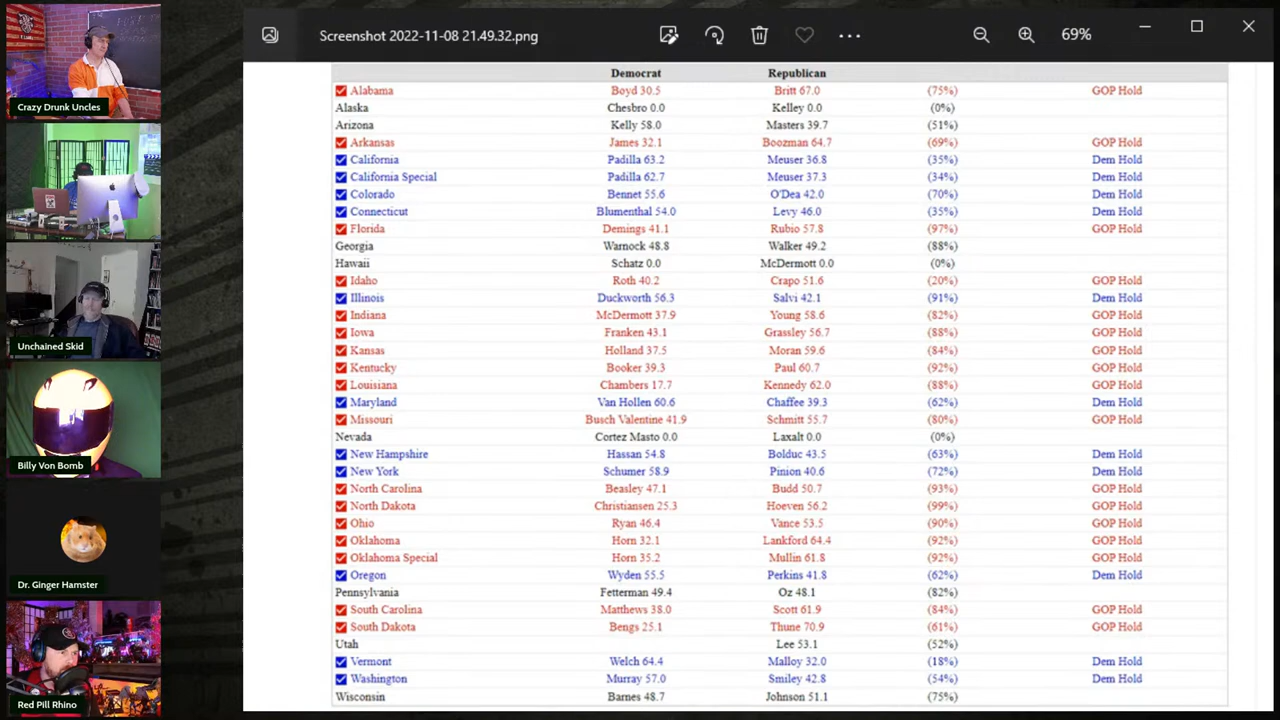 Screenshot 2022-11-08 21.49.32.png 69%
Democrat Republican
Alabama Boyd 30.5 Britt 67.0 (75%) GOP Hold
Alaska Chesbro 0.0 Kelley 0.0 (0%)
Arizona Kelly 58.0 Masters 39.7 (51%)
Arkansas James 32.1 Boozman 64.7 (69%) GOP Hold
California Padilla 63.2 Meuser 36.8 (35%) Dem Hold
California Special Padilla 62.7 Meuser 37.3 (34%) Dem Hold
Colorado Bennet 55.6 O'Dea 42.0 (70%) Dem Hold
Connecticut Blumenthal 54.0 Levy 46.0 (35%) Dem Hold
Florida Demings 41.1 Rubio 57.8 (97%) GOP Hold
Georgia Warnock 48.8 Walker 49.2 (88%)
Hawaii Schatz 0.0 McDermott 0.0 (0%)
Idaho Roth 40.2 Crapo 51.6 (20%) GOP Hold
Illinois Duckworth 56.3 Salvi 42.1 (91%) Dem Hold
Indiana McDermott 37.9 Young 58.6 (82%) GOP Hold
Iowa Franken 43.1 Grassley 56.7 (88%) GOP Hold
Kansas Holland 37.5 Moran 59.6 (84%) GOP Hold
Kentucky Booker 39.3 Paul 60.7 (92%) GOP Hold
Louisiana Chambers 17.7 Kennedy 62.0 (88%) GOP Hold
Maryland Van Hollen 60.6 Chaffee 39.3 (62%) Dem Hold
Missouri Busch Valentine 41.9 Schmitt 55.7 (80%) GOP Hold
Nevada Cortez Masto 0.0 Laxalt 0.0 (0%)
New Hampshire Hassan 54.8 Bolduc 43.5 (63%) Dem Hold
New York Schumer 58.9 Pinion 40.6 (72%) Dem Hold
North Carolina Beasley 47.1 Budd 50.7 (93%) GOP Hold
North Dakota Christiansen 25.3 Hoeven 56.2 (99%) GOP Hold
Ohio Ryan 46.4 Vance 53.5 (90%) GOP Hold
Oklahoma Horn 32.1 Lankford 64.4 (92%) GOP Hold
Oklahoma Special Horn 35.2 Mullin 61.8 (92%) GOP Hold
Oregon Wyden 55.5 Perkins 41.8 (62%) Dem Hold
Pennsylvania Fetterman 49.4 Oz 48.1 (82%)
South Carolina Matthews 38.0 Scott 61.9 (84%) GOP Hold
South Dakota Bengs 25.1 Thune 70.9 (61%) GOP Hold
Utah Lee 53.1 (52%)
Vermont Welch 64.4 Malloy 32.0 (18%) Dem Hold
Washington Murray 57.0 Smiley 42.8 (54%) Dem Hold
Wisconsin Barnes 48.7 Johnson 51.1 (75%)
Crazy Drunk Uncles
Unchained Skid
Billy Von Bomb
Dr. Ginger Hamster
Red Pill Rhino